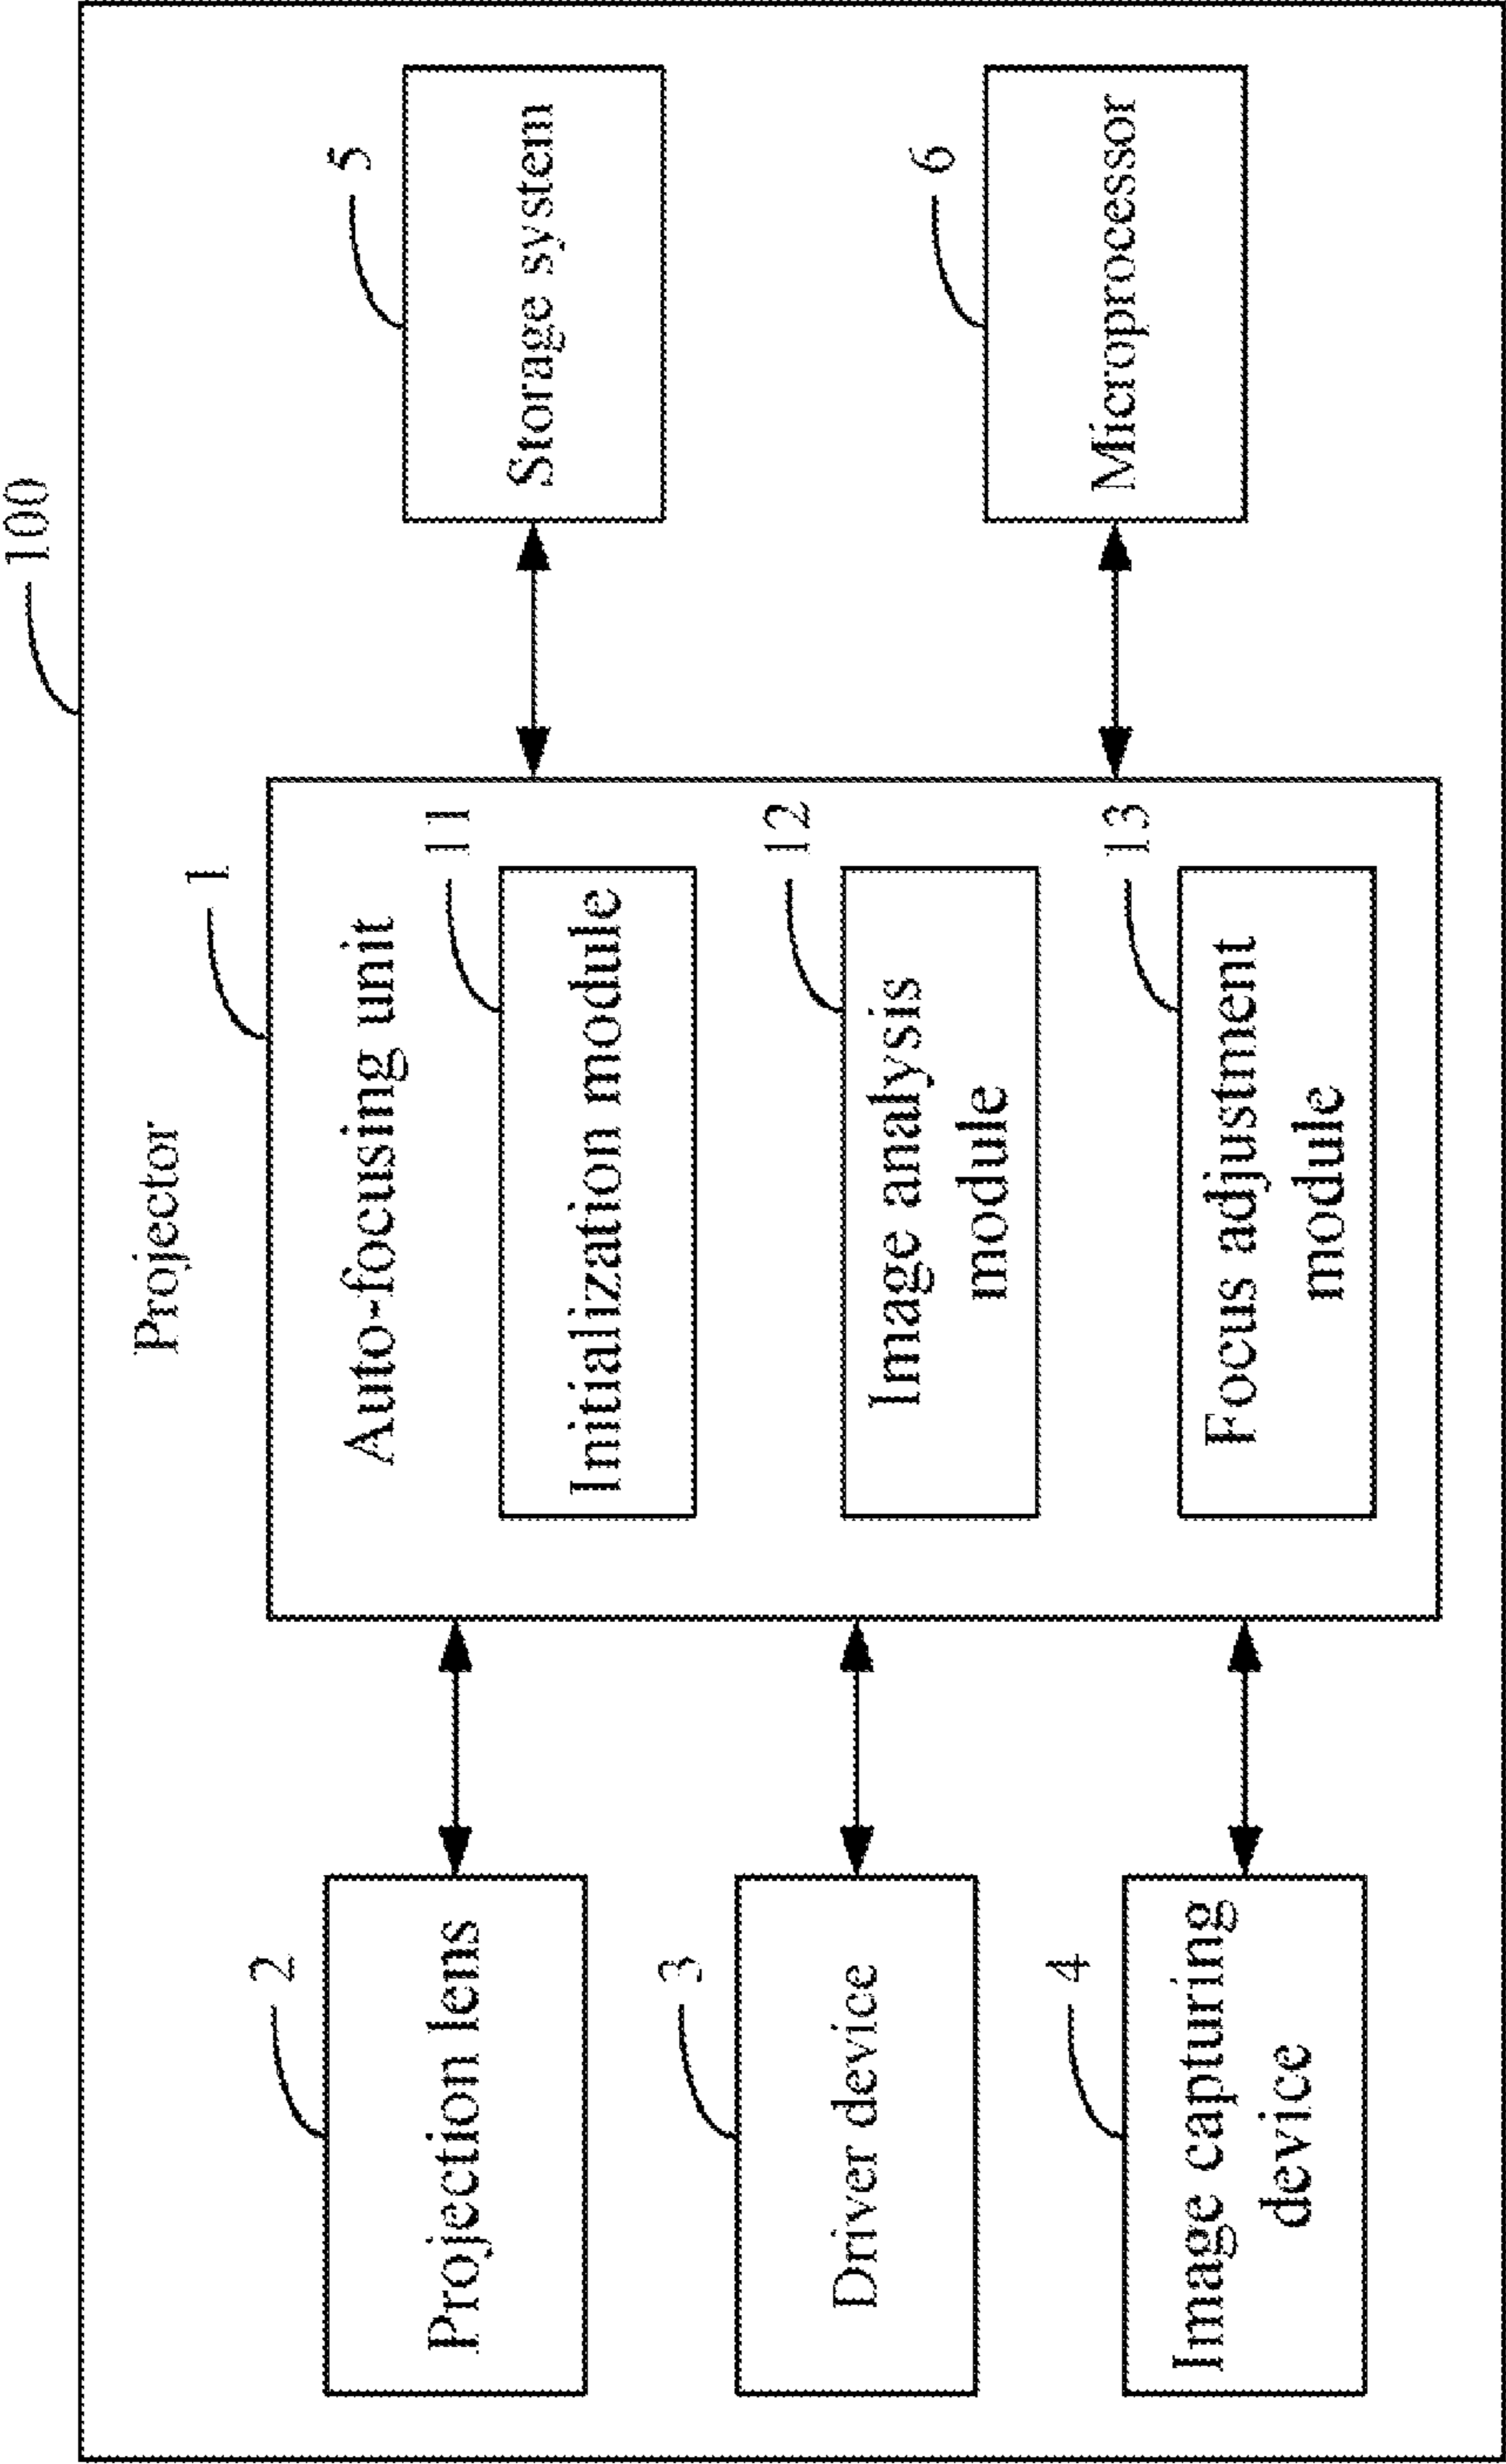 100
Projector
1
Auto-focusing unit
11
Initialization module
12
Image analysis
module
13
Focus adjustment
module
2
Projection lens
3
Driver device
4
Image capturing
device
5
Storage system
6
Microprocessor